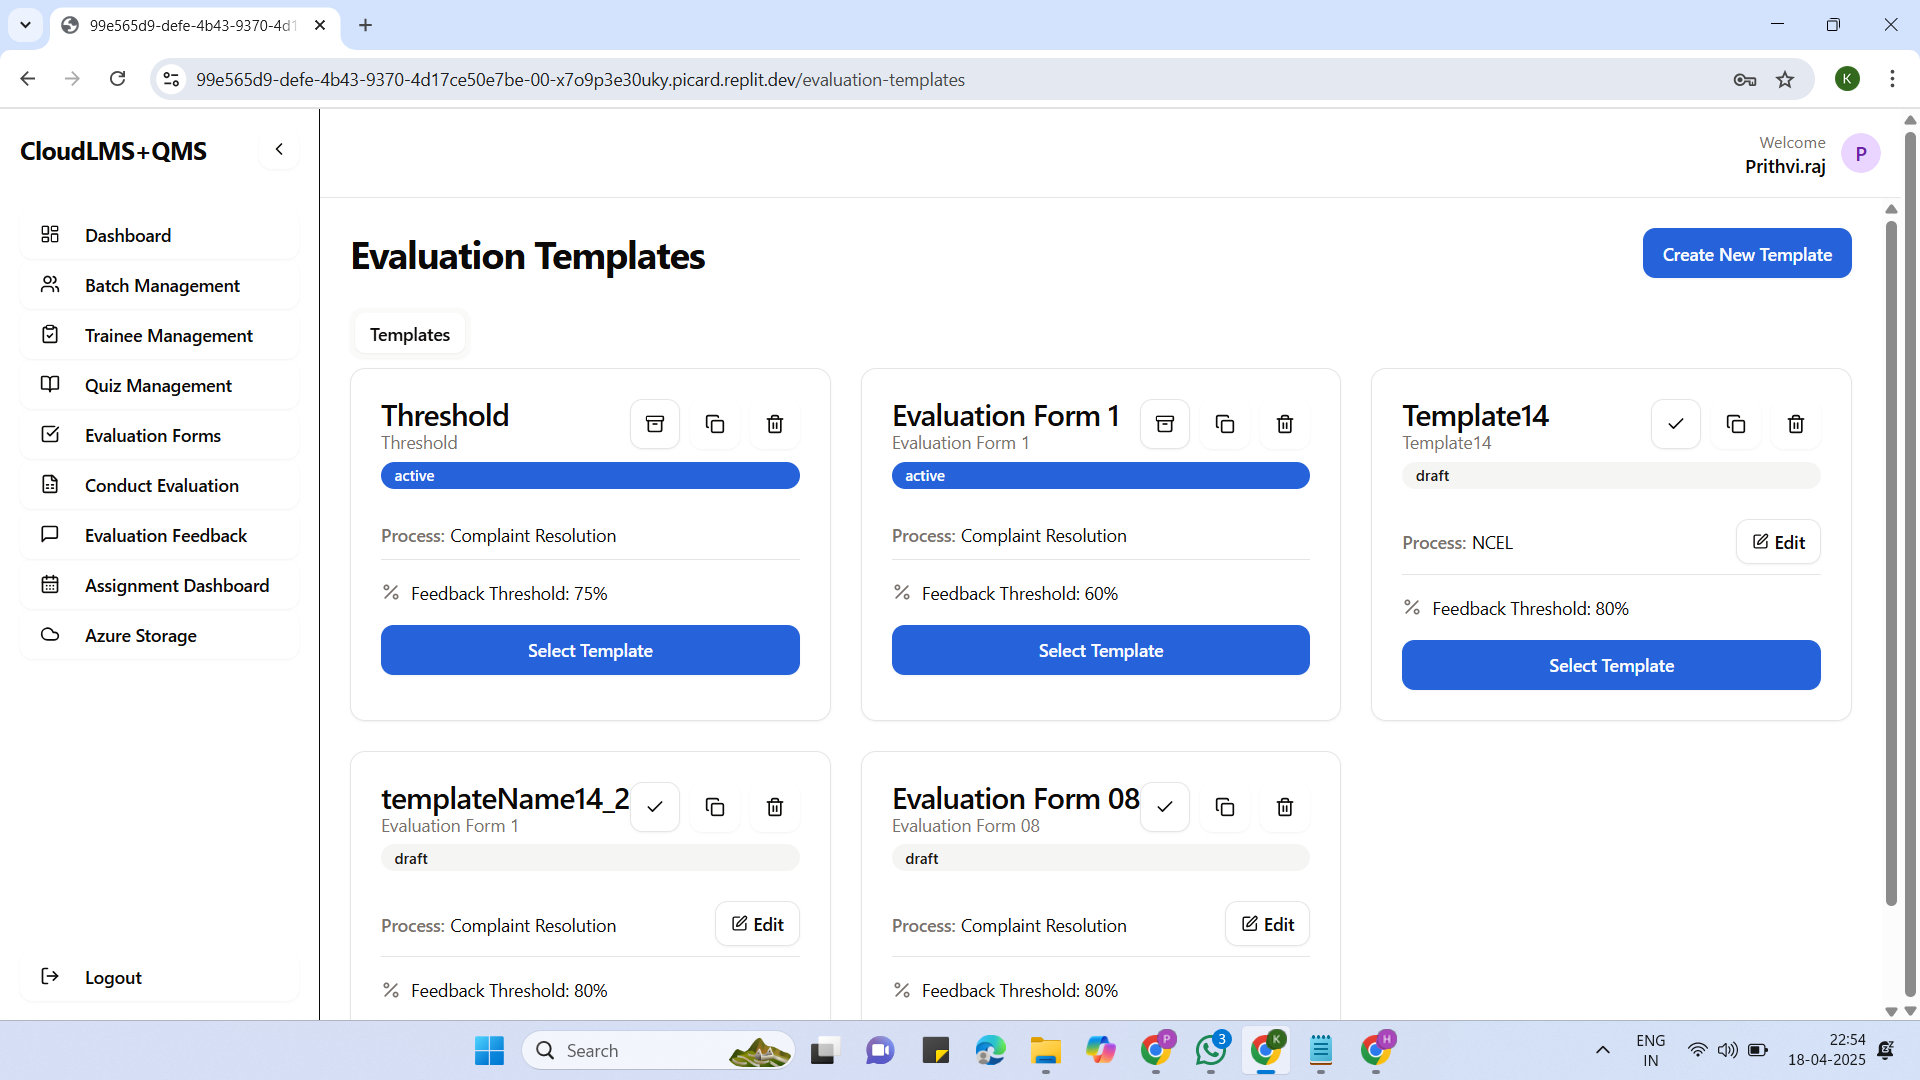 99e565d9-defe-4b43-9370-4d1
99e565d9-defe-4b43-9370-4d17ce50e7be-00-x7o9p3e30uky.picard.replit.dev/evaluation-templates
K
CloudLMS+QMS
Welcome
Prithvi.raj
P
Dashboard
Batch Management
Trainee Management
Quiz Management
Evaluation Forms
Conduct Evaluation
Evaluation Feedback
Assignment Dashboard
Azure Storage
Logout
Evaluation Templates
Create New Template
Templates
Threshold
Threshold
active
Process: Complaint Resolution
% Feedback Threshold: 75%
Select Template
Evaluation Form 1
Evaluation Form 1
active
Process: Complaint Resolution
% Feedback Threshold: 60%
Select Template
Template14
Template14
draft
Process: NCEL
Edit
% Feedback Threshold: 80%
Select Template
templateName14_2
Evaluation Form 1
draft
Process: Complaint Resolution
Edit
% Feedback Threshold: 80%
Evaluation Form 08
Evaluation Form 08
draft
Process: Complaint Resolution
Edit
% Feedback Threshold: 80%
Search
P
3
K
H
ENG
IN
22:54
18-04-2025